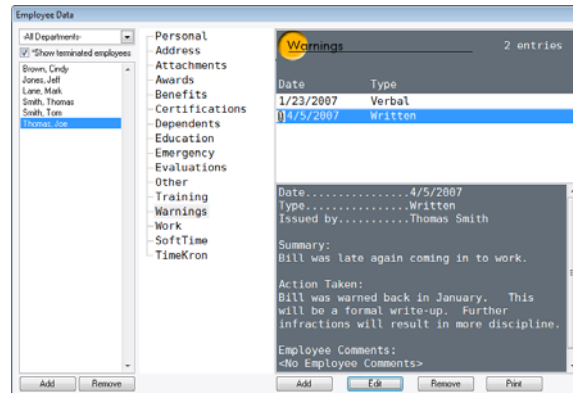 Employee Data
-All Departments-
*Show terminated employees
Brown, Cindy
Jones, Jeff
Lane, Mark
Smith, Thomas
Smith, Tom
Thomas, Joe
Add Remove
Personal
Address
Attachments
Awards
Benefits
Certifications
Dependents
Education
Emergency
Evaluations
Other
Training
Warnings
Work
SoftTime
TimeKron
Warnings 2 entries
Date Type
1/23/2007 Verbal
4/5/2007 Written
Date................4/5/2007
Type................Written
Issued by...........Thomas Smith
Summary:
Bill was late again coming in to work.
Action Taken:
Bill was warned back in January. This
will be a formal write-up. Further
infractions will result in more discipline.
Employee Comments:
<No Employee Comments>
Add Edit Remove Print